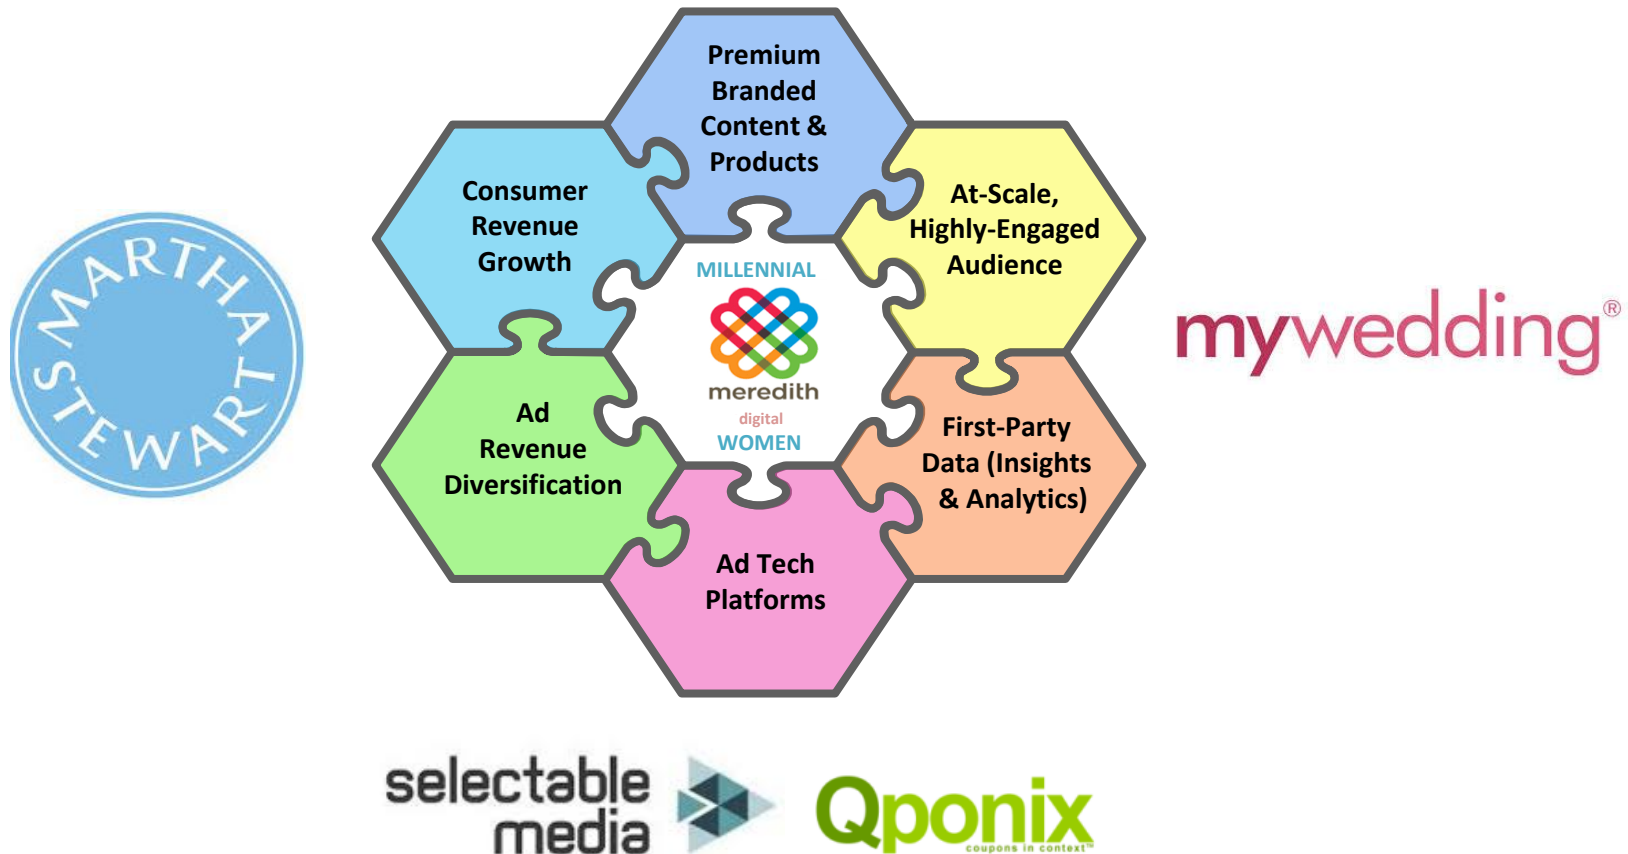 Premium
Branded
Content &
Products
Consumer
Revenue
Growth
At-Scale,
Highly-Engaged
Audience
MARTHA
STEWART
MILLENNIAL
meredith
digital
WOMEN
mywedding®
Ad
Revenue
Diversification
First-Party
Data (Insights
& Analytics)
Ad Tech
Platforms
selectable
media
Qponix
coupons in context™